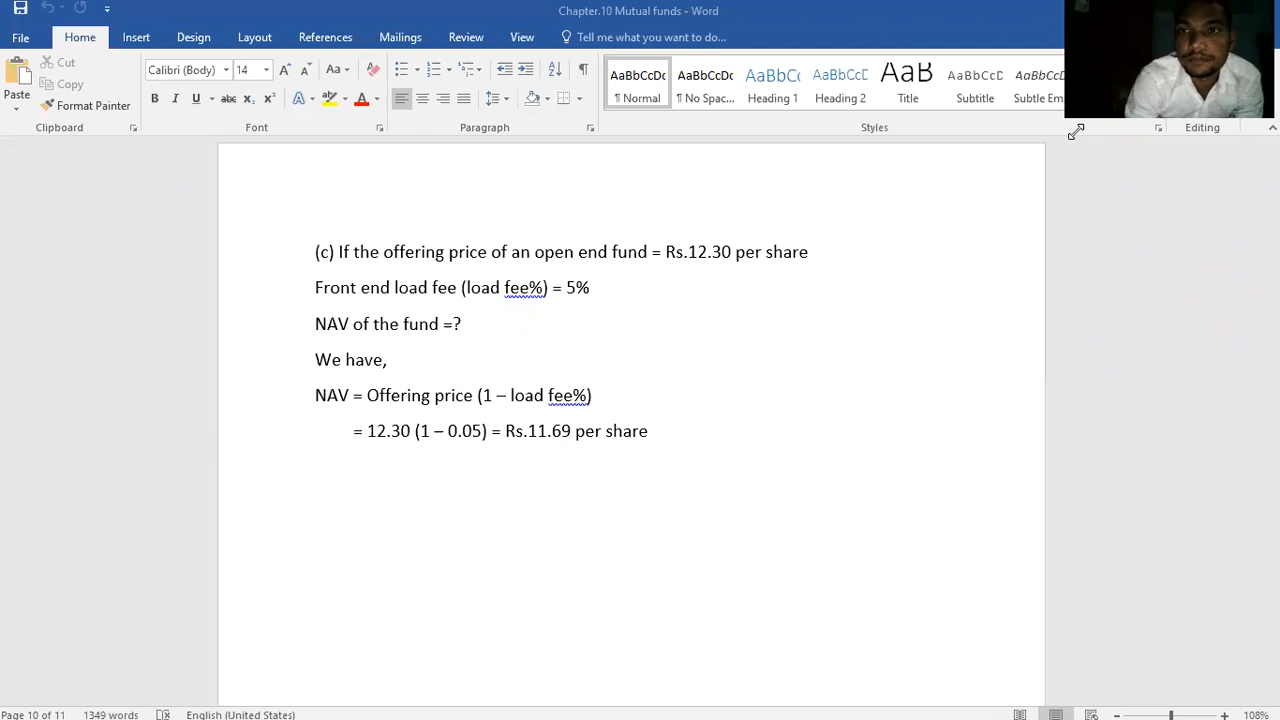 Chapter.10 Mutual funds - Word
File Home Insert Design Layout References Mailings Review View Tell me what you want to do...
Paste
Cut
Copy
Format Painter
Calibri (Body) 14 Aa
B I U abc x₂ x² A A
AaBbCcDc AaBbCcDc AaBbCc AaBbCcD AaB AaBbCcD AaBbCcD
¶ Normal ¶ No Spac... Heading 1 Heading 2 Title Subtitle Subtle Em
Clipboard Font Paragraph Styles Editing
(c) If the offering price of an open end fund = Rs.12.30 per share
Front end load fee (load fee%) = 5%
NAV of the fund =?
We have,
NAV = Offering price (1 – load fee%)
= 12.30 (1 – 0.05) = Rs.11.69 per share
Page 10 of 11 1349 words English (United States) 108%